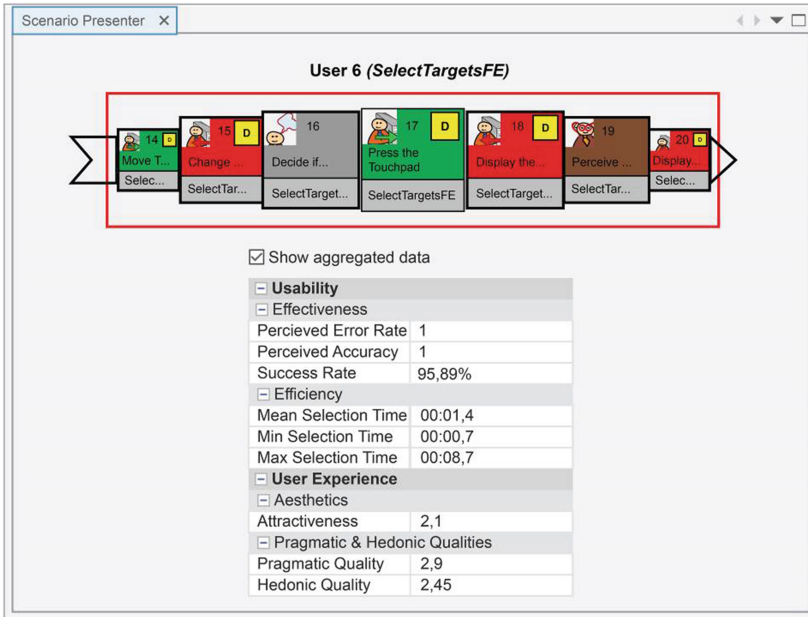 Scenario Presenter
User 6 (SelectTargetsFE)
14 D
Move T...
Selec...
15 D
Change ...
SelectTar...
16
Decide if...
SelectTarget...
17 D
Press the
Touchpad
SelectTargetsFE
18 D
Display the...
SelectTarget...
19
Perceive ...
SelectTar...
20 D
Display...
Selec...
Show aggregated data
Usability
Effectiveness
Percieved Error Rate 1
Perceived Accuracy 1
Success Rate 95,89%
Efficiency
Mean Selection Time 00:01,4
Min Selection Time 00:00,7
Max Selection Time 00:08,7
User Experience
Aesthetics
Attractiveness 2,1
Pragmatic & Hedonic Qualities
Pragmatic Quality 2,9
Hedonic Quality 2,45